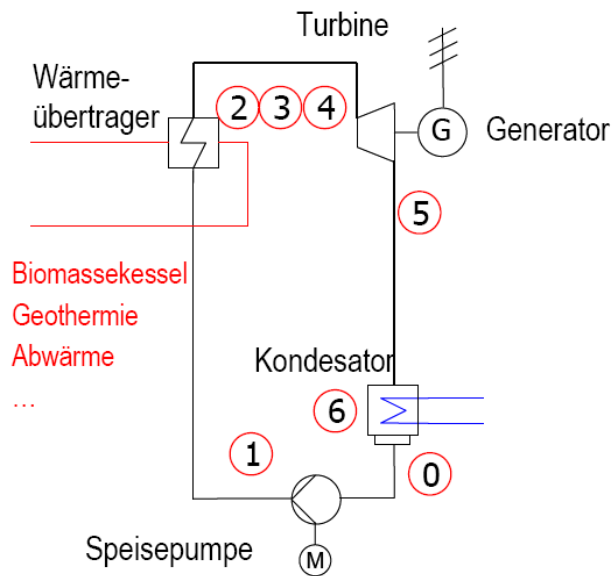 Turbine
Wärme-
übertrager
2 3 4
G
Generator
5
Biomassekessel
Geothermie
Abwärme
...
Kondesator
6
1
0
Speisepumpe
M